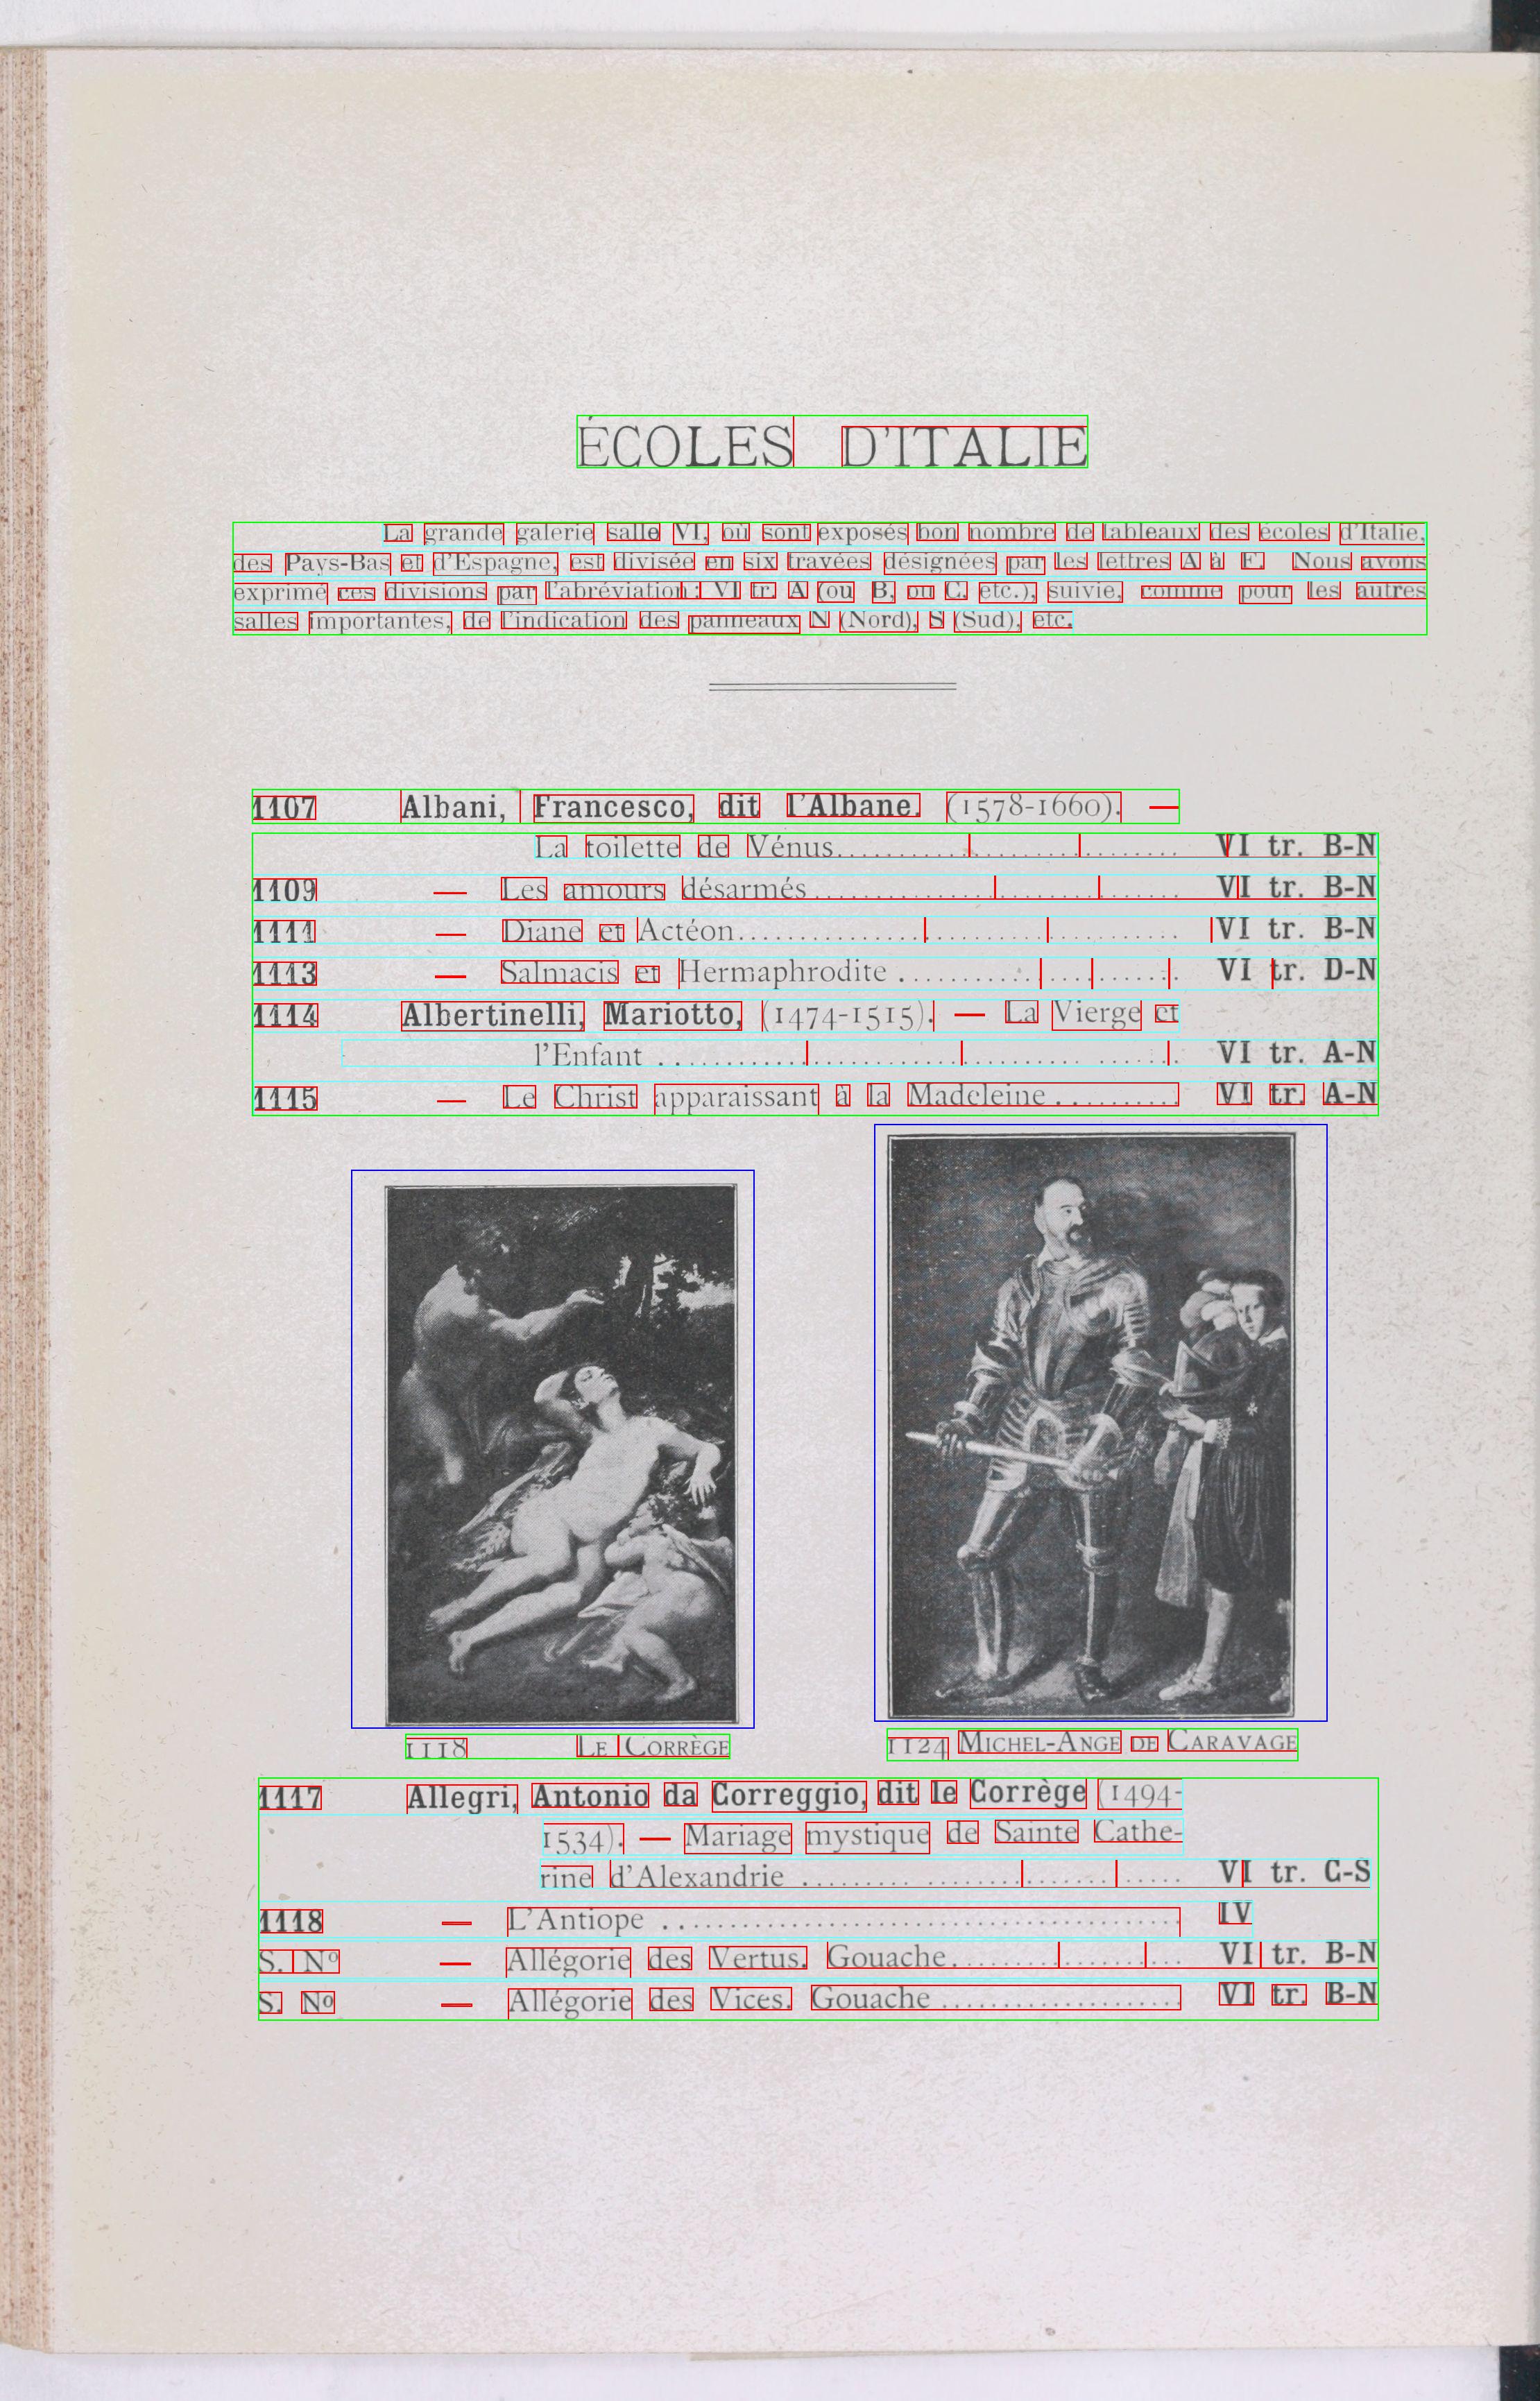 ÉCOLES D'ITALIE
La grande galerie salle VI, où sont exposés bon nombre de tableaux des écoles d'Italie,
des Pays-Bas et d'Espagne, est divisée en six travées désignées par les lettres A à F. Nous avons
exprimé ces divisions par l'abréviation : VI tr. A (ou B, ou C, etc.), suivie, comme pour les autres
salles importantes, de l'indication des panneaux N (Nord), S (Sud), etc.
1107 Albani, Francesco, dit l'Albane. (1578-1660). —
La toilette de Vénus.............................. VI tr. B-N
1109 — Les amours désarmés.............................. VI tr. B-N
1111 — Diane et Actéon.................................... VI tr. B-N
1113 — Salmacis et Hermaphrodite ........................ VI tr. D-N
1114 Albertinelli, Mariotto, (1474-1515). — La Vierge et
l'Enfant .................................... VI tr. A-N
1115 — Le Christ apparaissant à la Madeleine.......... VI tr. A-N
1118 LE CORRÈGE
1124 MICHEL-ANGE DE CARAVAGE
1117 Allegri, Antonio da Correggio, dit le Corrège (1494-
1534). — Mariage mystique de Sainte Cathe-
rine d'Alexandrie .............................. VI tr. C-S
1118 — L'Antiope .......................................... IV
S. Nº — Allégorie des Vertus. Gouache.................... VI tr. B-N
S. Nº — Allégorie des Vices. Gouache..................... VI tr. B-N